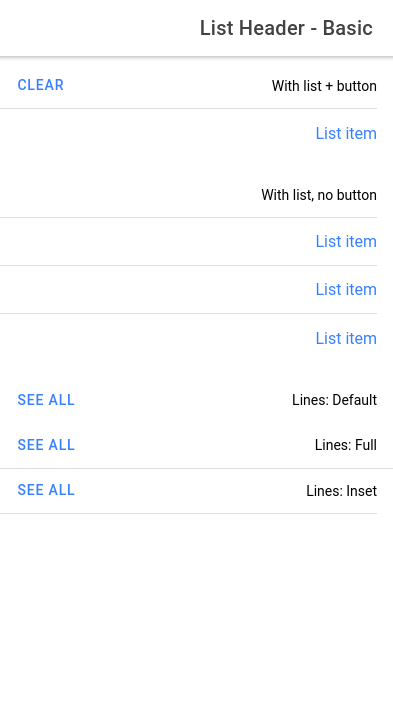 List Header - Basic
With list + button CLEAR
List item
With list, no button
List item
List item
List item
Lines: Default SEE ALL
Lines: Full SEE ALL
Lines: Inset SEE ALL